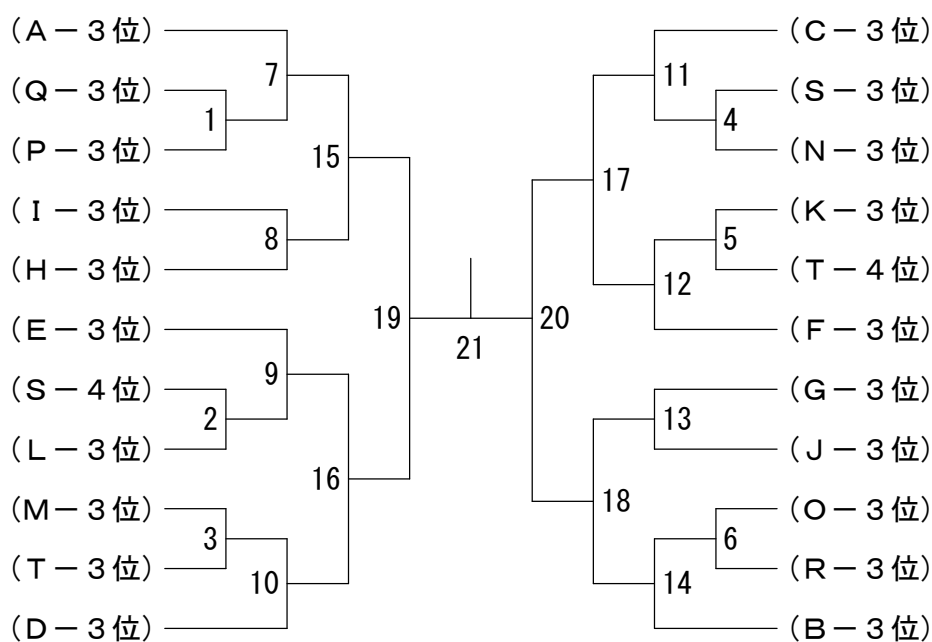 (A－3位)
(Q－3位)
(P－3位)
(I－3位)
(H－3位)
(E－3位)
(S－4位)
(L－3位)
(M－3位)
(T－3位)
(D－3位)
1
2
3
7
8
9
10
15
16
19
21
20
17
18
11
12
13
14
4
5
6
(C－3位)
(S－3位)
(N－3位)
(K－3位)
(T－4位)
(F－3位)
(G－3位)
(J－3位)
(O－3位)
(R－3位)
(B－3位)